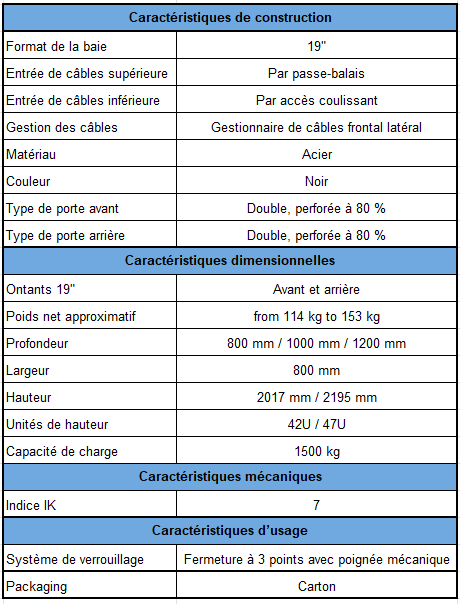 Caractéristiques de construction
Format de la baie 19"
Entrée de câbles supérieure Par passe-balais
Entrée de câbles inférieure Par accès coulissant
Gestion des câbles Gestionnaire de câbles frontal latéral
Matériau Acier
Couleur Noir
Type de porte avant Double, perforée à 80 %
Type de porte arrière Double, perforée à 80 %
Caractéristiques dimensionnelles
Ontants 19" Avant et arrière
Poids net approximatif from 114 kg to 153 kg
Profondeur 800 mm / 1000 mm / 1200 mm
Largeur 800 mm
Hauteur 2017 mm / 2195 mm
Unités de hauteur 42U / 47U
Capacité de charge 1500 kg
Caractéristiques mécaniques
Indice IK 7
Caractéristiques d’usage
Système de verrouillage Fermeture à 3 points avec poignée mécanique
Packaging Carton